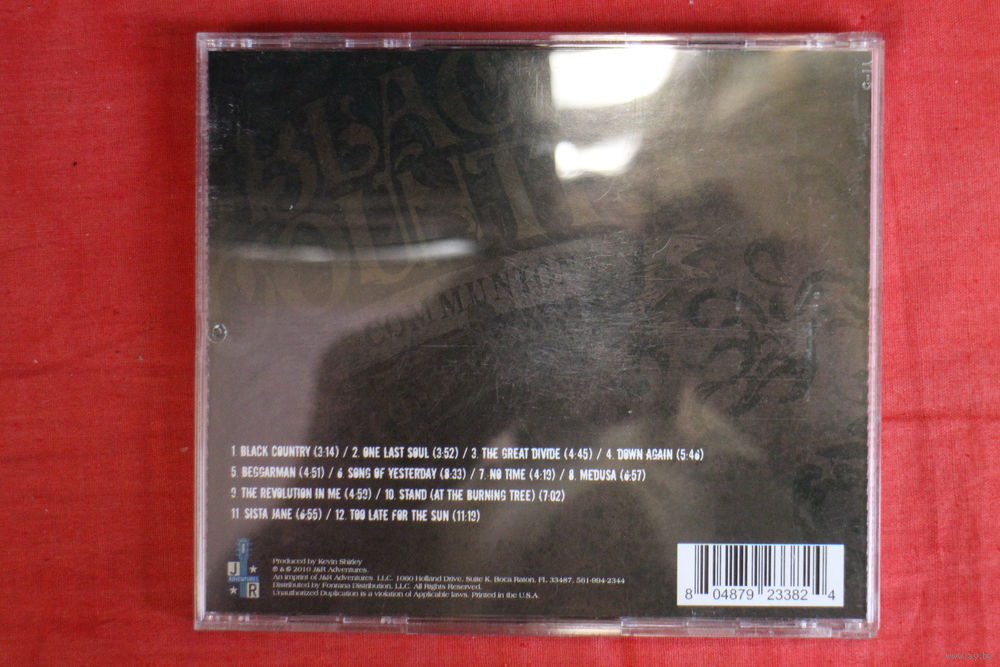 BLAC
OUNT
COMMUNION
1 BLACK COUNTRY (3:14) / 2. ONE LAST SOUL (3:52) / 3. THE GREAT DIVIDE (4:45) / 4. DOWN AGAIN (5:46)
5 BEGGARMAN (4:51) / 6. SONG OF YESTERDAY (8:33) / 7. NO TIME (4:19) / 8. MEDUSA (6:57)
9 THE REVOLUTION IN ME (4:59) / 10. STAND (AT THE BURNING TREE) (7:02)
11 SISTA JANE (6:55) / 12. TOO LATE FOR THE SUN (11:19)
J
ADVENTURES
R
Produced by Kevin Shirley
℗ & © 2010 J&R Adventures.
An imprint of J&R Adventures. LLC. 1060 Holland Drive, Suite K, Boca Raton, FL 33487, 561-994-2344
Distributed by Fontana Distribution, LLC. All Rights Reserved.
Unauthorized Duplication is a violation of Applicable laws. Printed in the U.S.A.
8 04879 23382 4